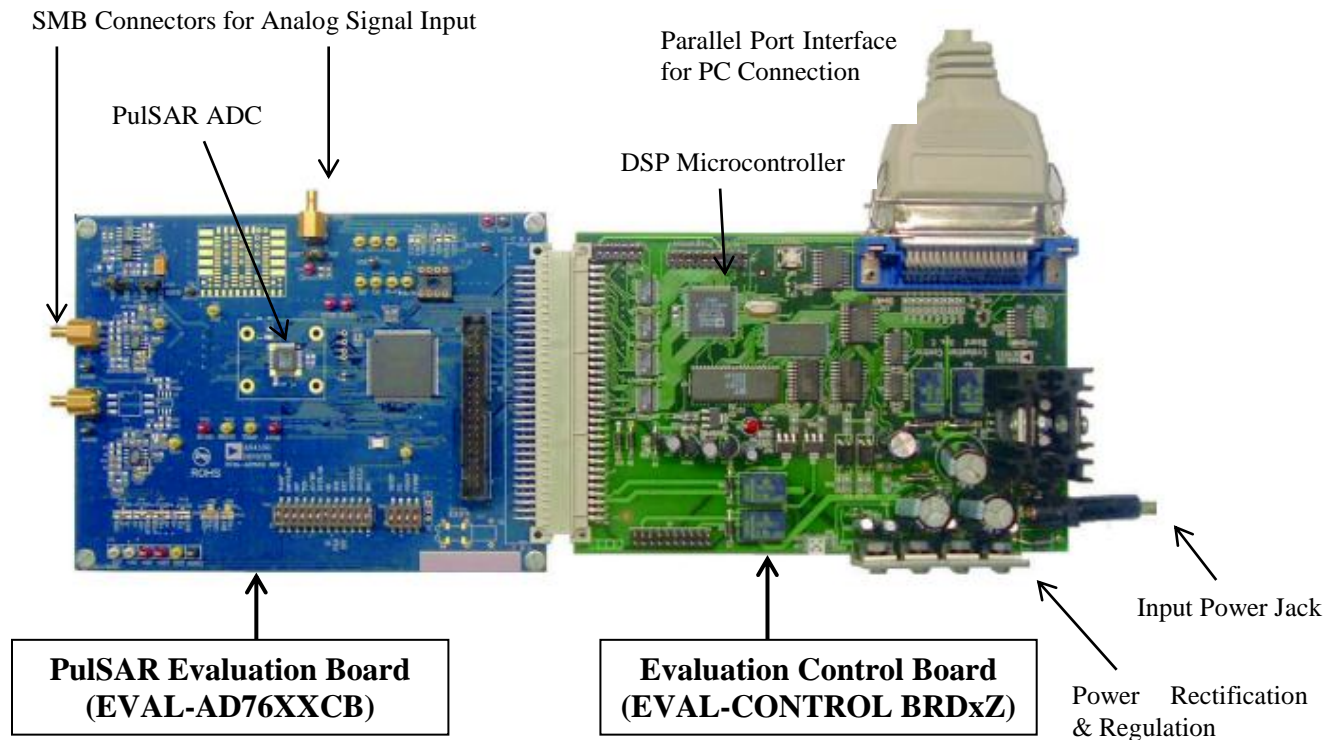 SMB Connectors for Analog Signal Input
Parallel Port Interface
for PC Connection
PulSAR ADC
DSP Microcontroller
ROHS
Input Power Jack
PulSAR Evaluation Board
(EVAL-AD76XXCB)
Evaluation Control Board
(EVAL-CONTROL BRDxZ)
Power Rectification
& Regulation